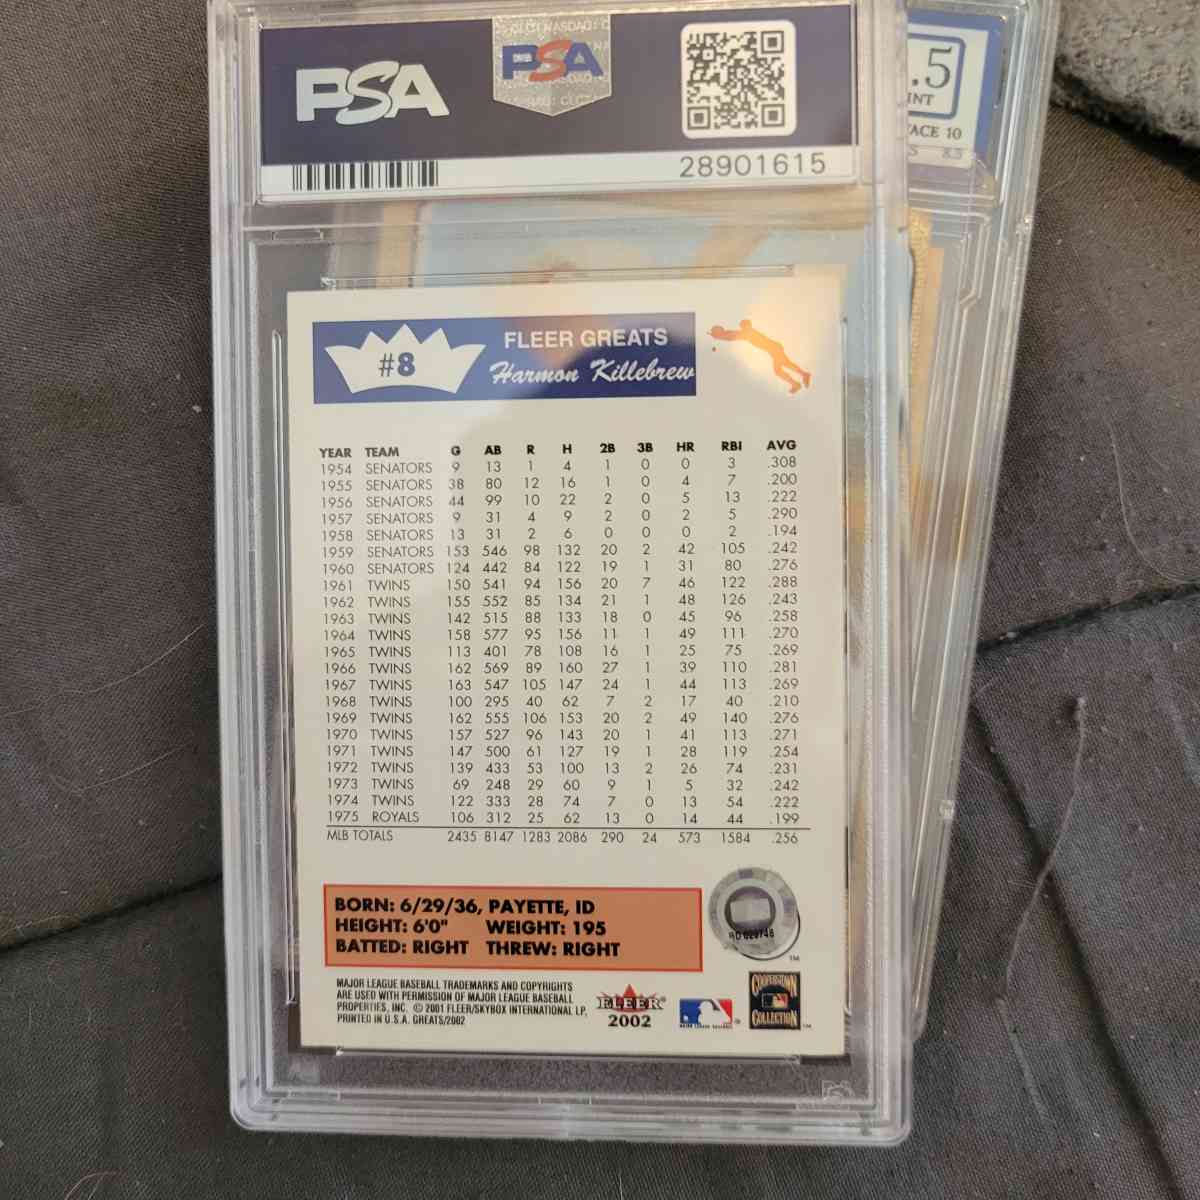 PSA
PSA
.5
INT
FACE 10
S 8.5
28901615
#8
FLEER GREATS
Harmon Killebrew
YEAR TEAM G AB R H 2B 3B HR RBI AVG
1954 SENATORS 9 13 1 4 1 0 0 3 .308
1955 SENATORS 38 80 12 16 1 0 4 7 .200
1956 SENATORS 44 99 10 22 2 0 5 13 .222
1957 SENATORS 9 31 4 9 2 0 2 5 .290
1958 SENATORS 13 31 2 6 0 0 0 2 .194
1959 SENATORS 153 546 98 132 20 2 42 105 .242
1960 SENATORS 124 442 84 122 19 1 31 80 .276
1961 TWINS 150 541 94 156 20 7 46 122 .288
1962 TWINS 155 552 85 134 21 1 48 126 .243
1963 TWINS 142 515 88 133 18 0 45 96 .258
1964 TWINS 158 577 95 156 11 1 49 111 .270
1965 TWINS 113 401 78 108 16 1 25 75 .269
1966 TWINS 162 569 89 160 27 1 39 110 .281
1967 TWINS 163 547 105 147 24 1 44 113 .269
1968 TWINS 100 295 40 62 7 2 17 40 .210
1969 TWINS 162 555 106 153 20 2 49 140 .276
1970 TWINS 157 527 96 143 20 1 41 113 .271
1971 TWINS 147 500 61 127 19 1 28 119 .254
1972 TWINS 139 433 53 100 13 2 26 74 .231
1973 TWINS 69 248 29 60 9 1 5 32 .242
1974 TWINS 122 333 28 74 7 0 13 54 .222
1975 ROYALS 106 312 25 62 13 0 14 44 .199
MLB TOTALS 2435 8147 1283 2086 290 24 573 1584 .256
BORN: 6/29/36, PAYETTE, ID
HEIGHT: 6'0" WEIGHT: 195
BATTED: RIGHT THREW: RIGHT
TM
MAJOR LEAGUE BASEBALL TRADEMARKS AND COPYRIGHTS
ARE USED WITH PERMISSION OF MAJOR LEAGUE BASEBALL
PROPERTIES, INC. © 2001 FLEER/SKYBOX INTERNATIONAL LP,
PRINTED IN U.S.A. GREATS/2002
FLEER®
2002
MAJOR LEAGUE BASEBALL
COOPERSTOWN
COLLECTION
TM